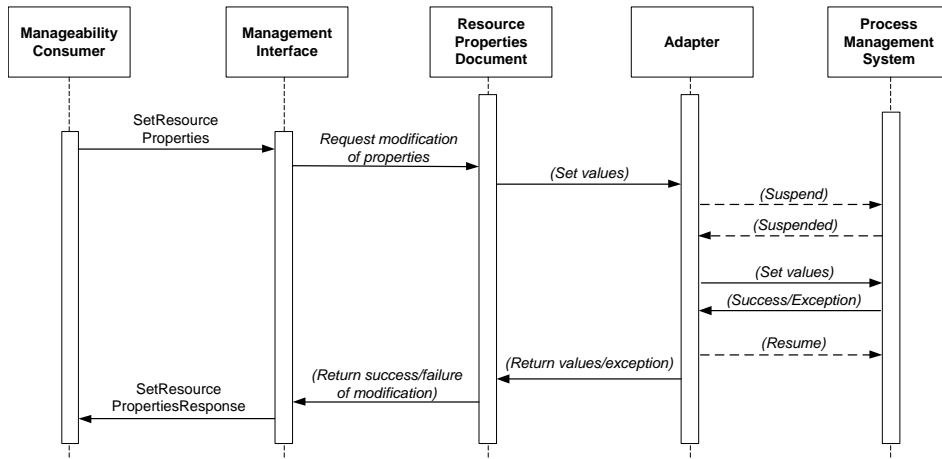 Manageability
Consumer
Management
Interface
Resource
Properties
Document
Adapter
Process
Management
System
SetResource
Properties
Request modification
of properties
(Set values)
(Suspend)
(Suspended)
(Set values)
(Success/Exception)
(Resume)
(Return values/exception)
(Return success/failure
of modification)
SetResource
PropertiesResponse